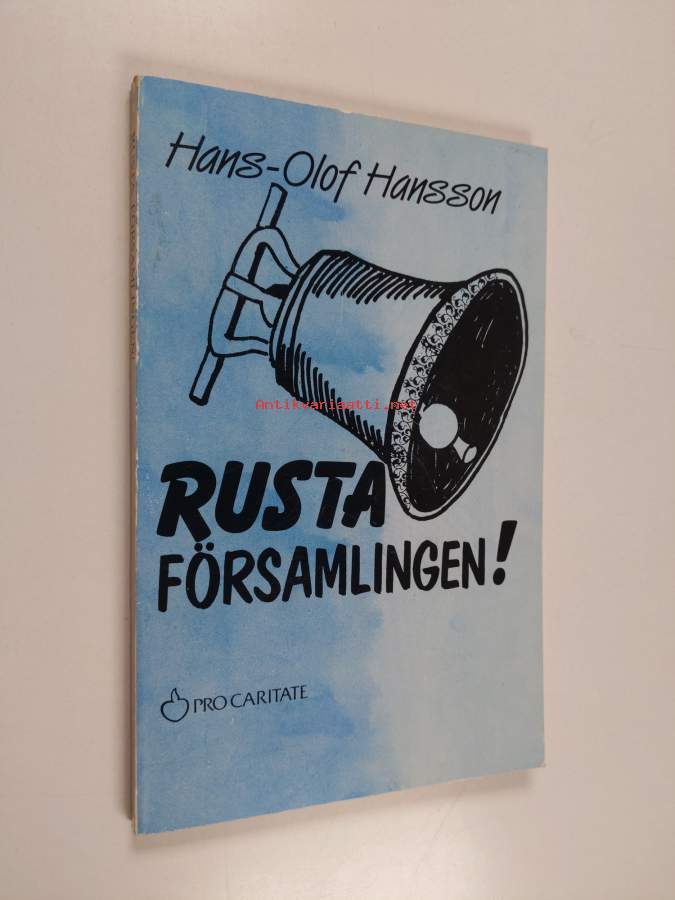 Hans-Olof Hansson
Antikvariaatti.net
RUSTA
FÖRSAMLINGEN!
PRO CARITATE